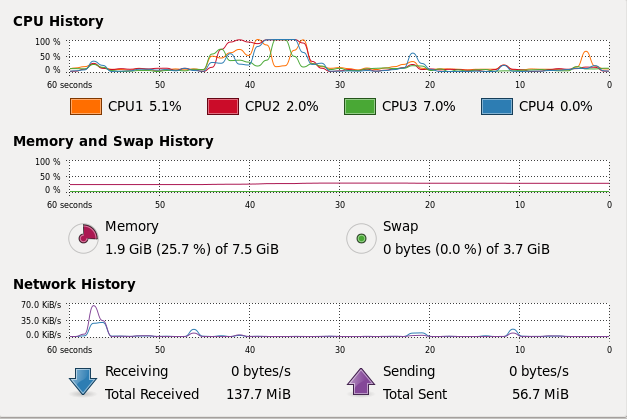 CPU History
100 %
50 %
0 %
60 seconds 50 40 30 20 10 0
CPU1 5.1% CPU2 2.0% CPU3 7.0% CPU4 0.0%
Memory and Swap History
100 %
50 %
0 %
60 seconds 50 40 30 20 10 0
Memory Swap
1.9 GiB (25.7 %) of 7.5 GiB 0 bytes (0.0 %) of 3.7 GiB
Network History
70.0 KiB/s
35.0 KiB/s
0.0 KiB/s
60 seconds 50 40 30 20 10 0
Receiving 0 bytes/s Sending 0 bytes/s
Total Received 137.7 MiB Total Sent 56.7 MiB